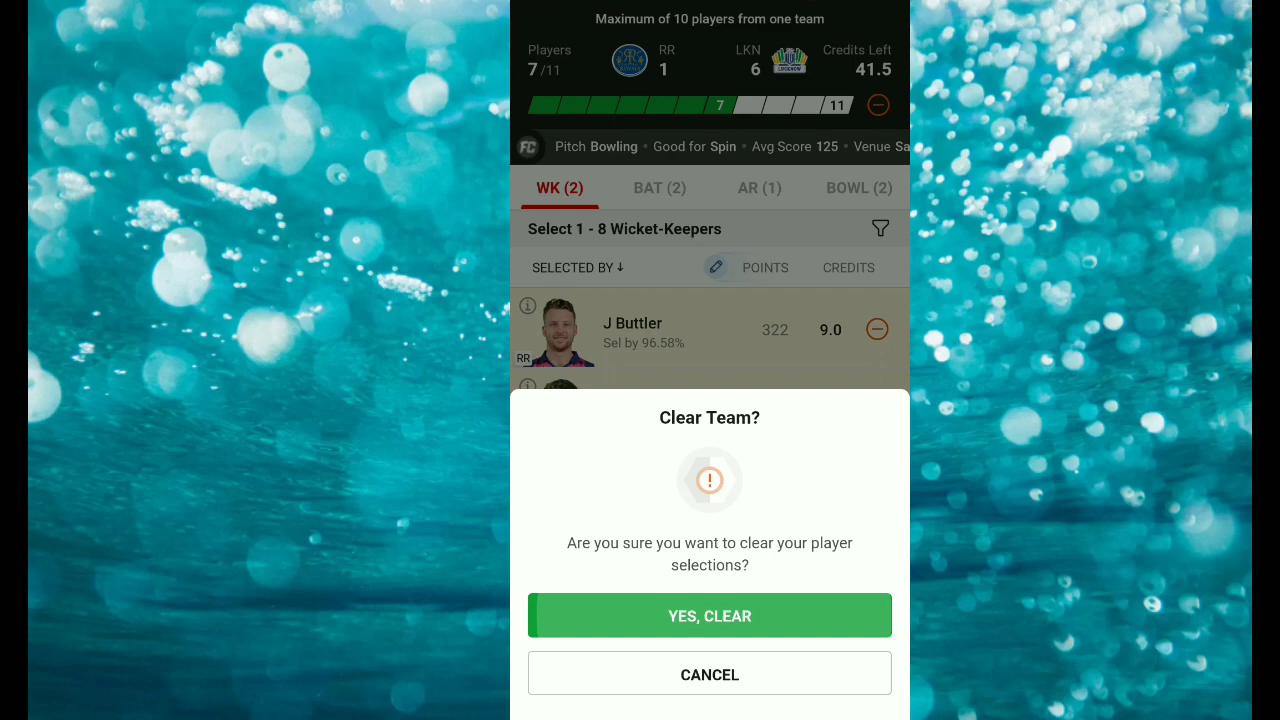 Maximum of 10 players from one team
Players RR LKN Credits Left
7 /11 1 6 LUCKNOW 41.5
7 11
FC Pitch Bowling • Good for Spin • Avg Score 125 • Venue Sa
WK (2) BAT (2) AR (1) BOWL (2)
Select 1 - 8 Wicket-Keepers
SELECTED BY ↓ POINTS CREDITS
J Buttler 322 9.0
Sel by 96.58%
RR
Clear Team?
Are you sure you want to clear your player
selections?
YES, CLEAR
CANCEL